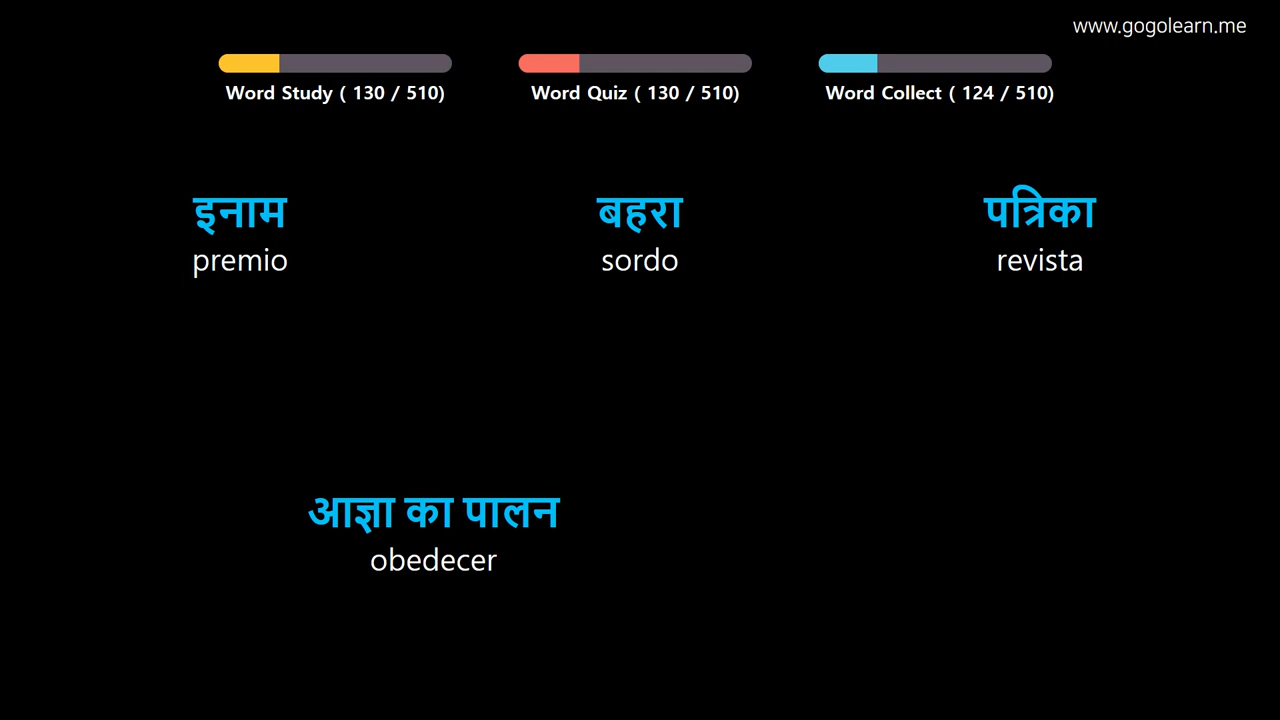 www.gogolearn.me
Word Study ( 130 / 510)
Word Quiz ( 130 / 510)
Word Collect ( 124 / 510)
इनाम
premio
बहरा
sordo
पत्रिका
revista
आज्ञा का पालन
obedecer